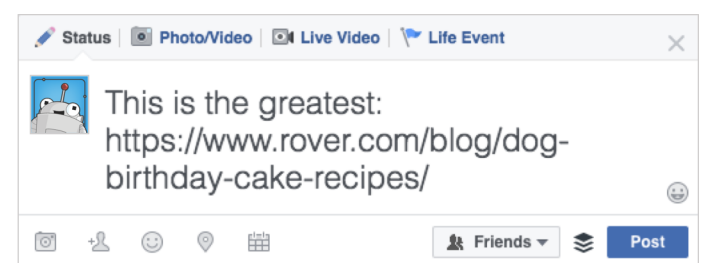 Status Photo/Video Live Video Life Event
This is the greatest:
https://www.rover.com/blog/dog-
birthday-cake-recipes/
Friends Post